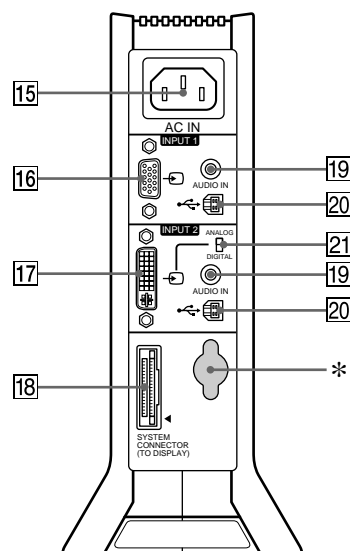 15
AC IN
INPUT 1
16
19
AUDIO IN
20
INPUT 2
ANALOG
21
DIGITAL
17
19
AUDIO IN
20
*
18
SYSTEM
CONNECTOR
(TO DISPLAY)